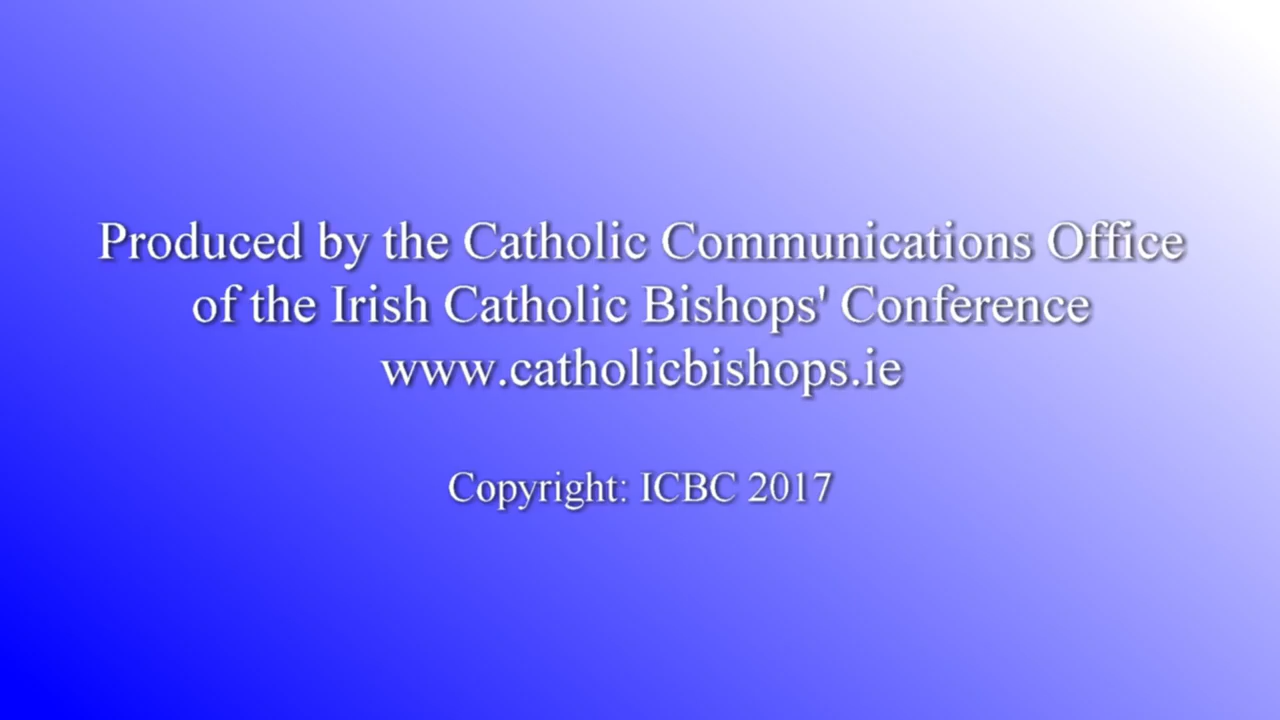 Produced by the Catholic Communications Office
of the Irish Catholic Bishops' Conference
www.catholicbishops.ie
Copyright: ICBC 2017